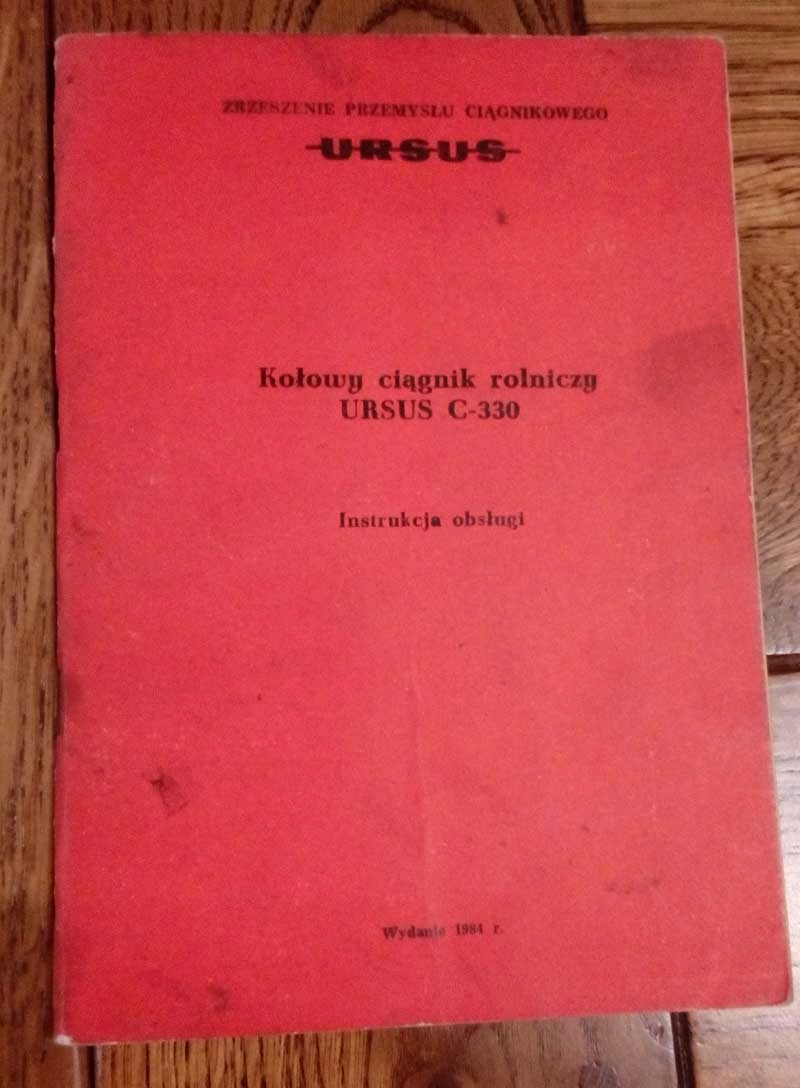 ZRZESZENIE PRZEMYSŁU CIĄGNIKOWEGO
URSUS
Kołowy ciągnik rolniczy
URSUS C-330
Instrukcja obsługi
Wydanie 1984 r.